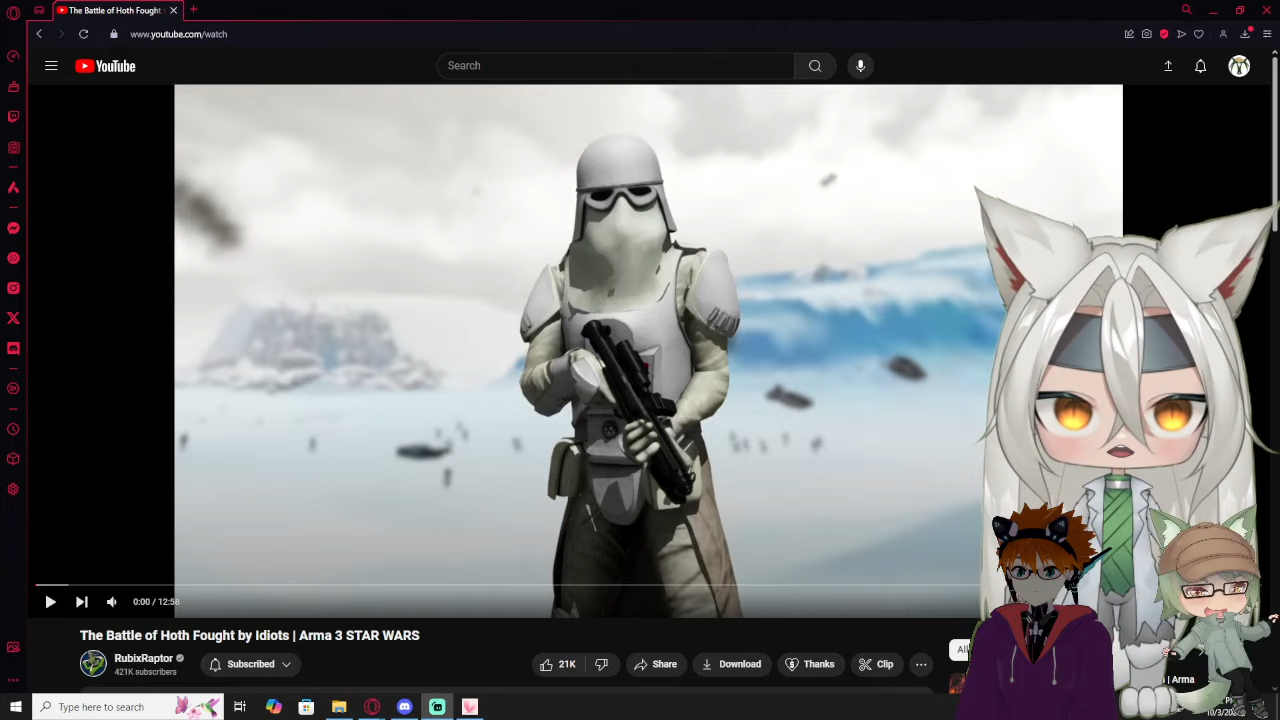 The Battle of Hoth Fought
www.youtube.com/watch
YouTube
Search
0:00 / 12:58
The Battle of Hoth Fought by Idiots | Arma 3 STAR WARS
RubixRaptor
421K subscribers
Subscribed
21K
Share
Download
Thanks
Clip
All
| Arma
Type here to search